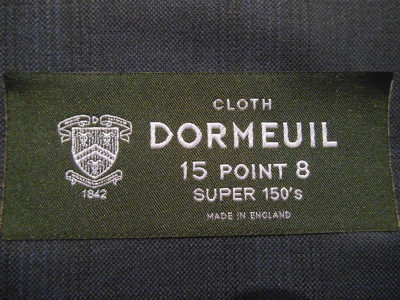 CLOTH
DORMEUIL
15 POINT 8
SUPER 150's
MADE IN ENGLAND
1842